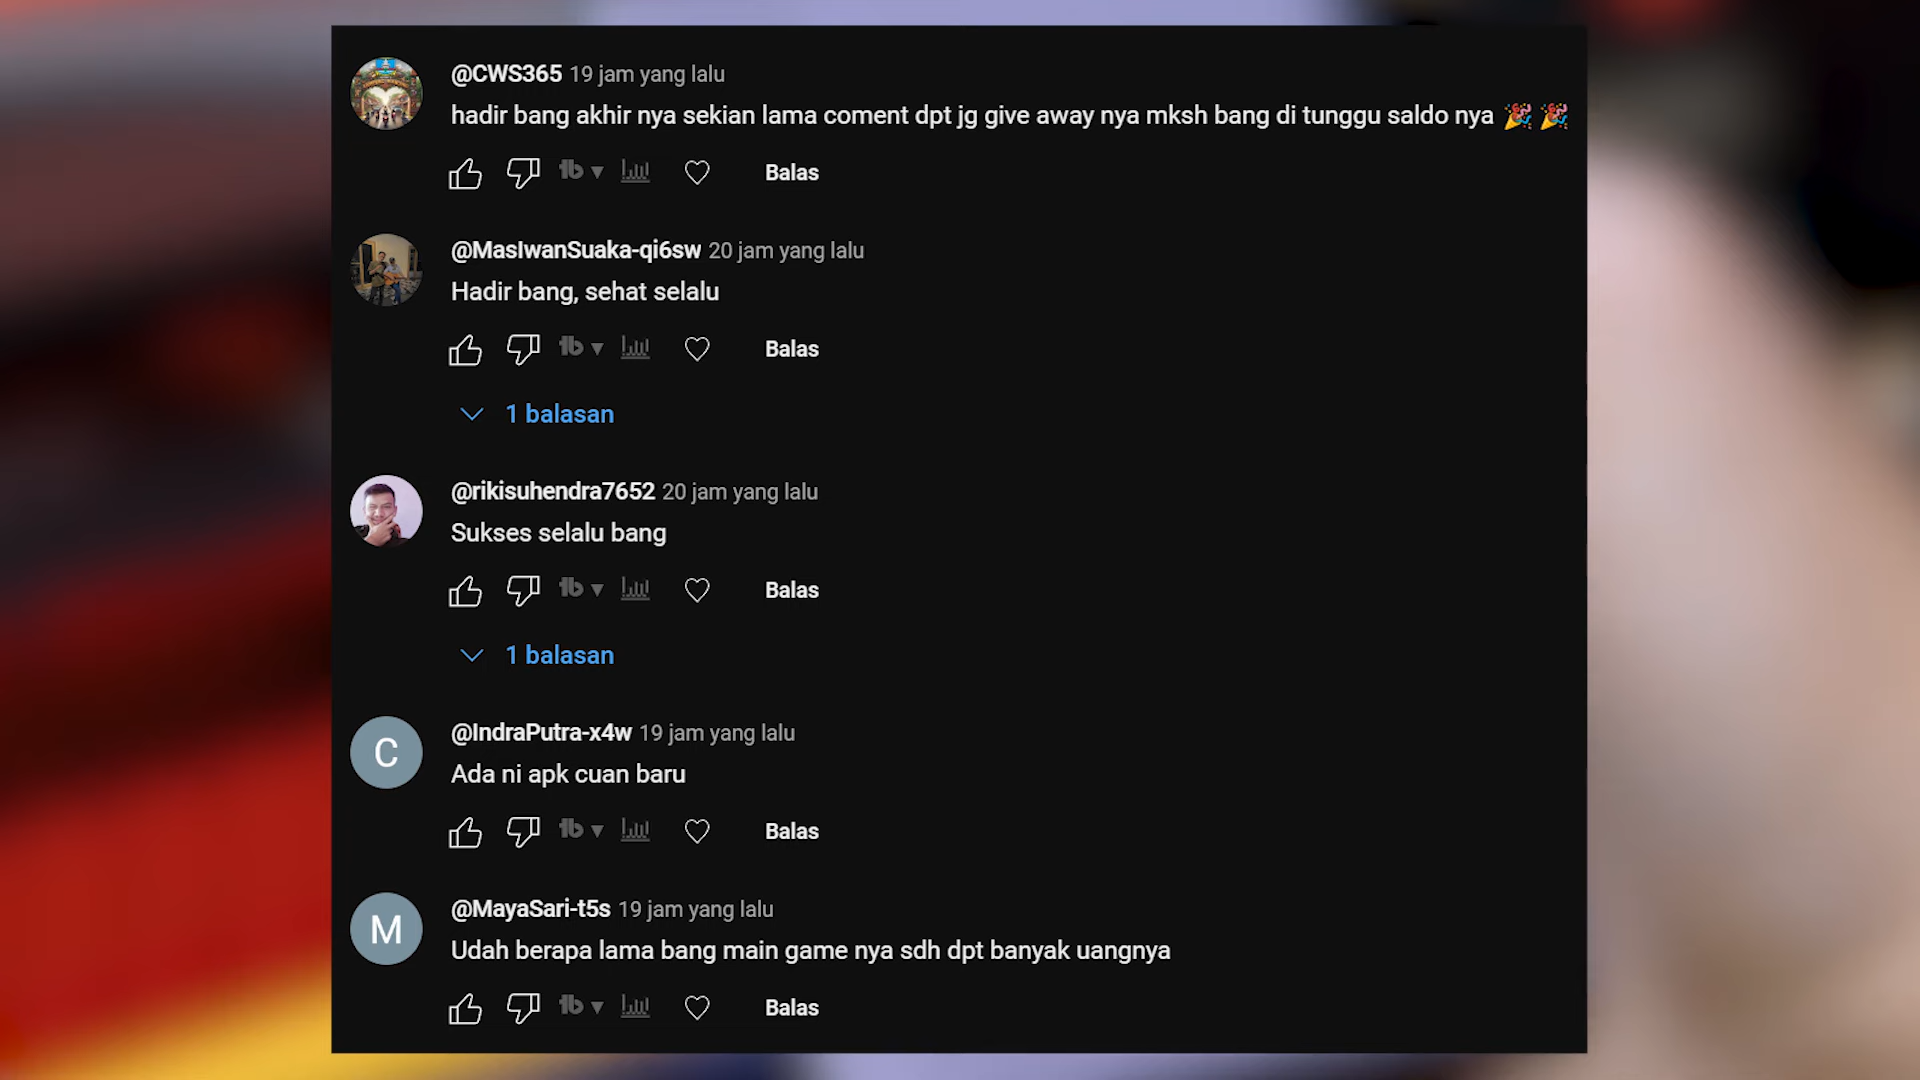 @CWS365 19 jam yang lalu
hadir bang akhir nya sekian lama coment dpt jg give away nya mksh bang di tunggu saldo nya 🎉 🎉
Balas
@MasIwanSuaka-qi6sw 20 jam yang lalu
Hadir bang, sehat selalu
Balas
1 balasan
@rikisuhendra7652 20 jam yang lalu
Sukses selalu bang
Balas
1 balasan
C
@IndraPutra-x4w 19 jam yang lalu
Ada ni apk cuan baru
Balas
M
@MayaSari-t5s 19 jam yang lalu
Udah berapa lama bang main game nya sdh dpt banyak uangnya
Balas